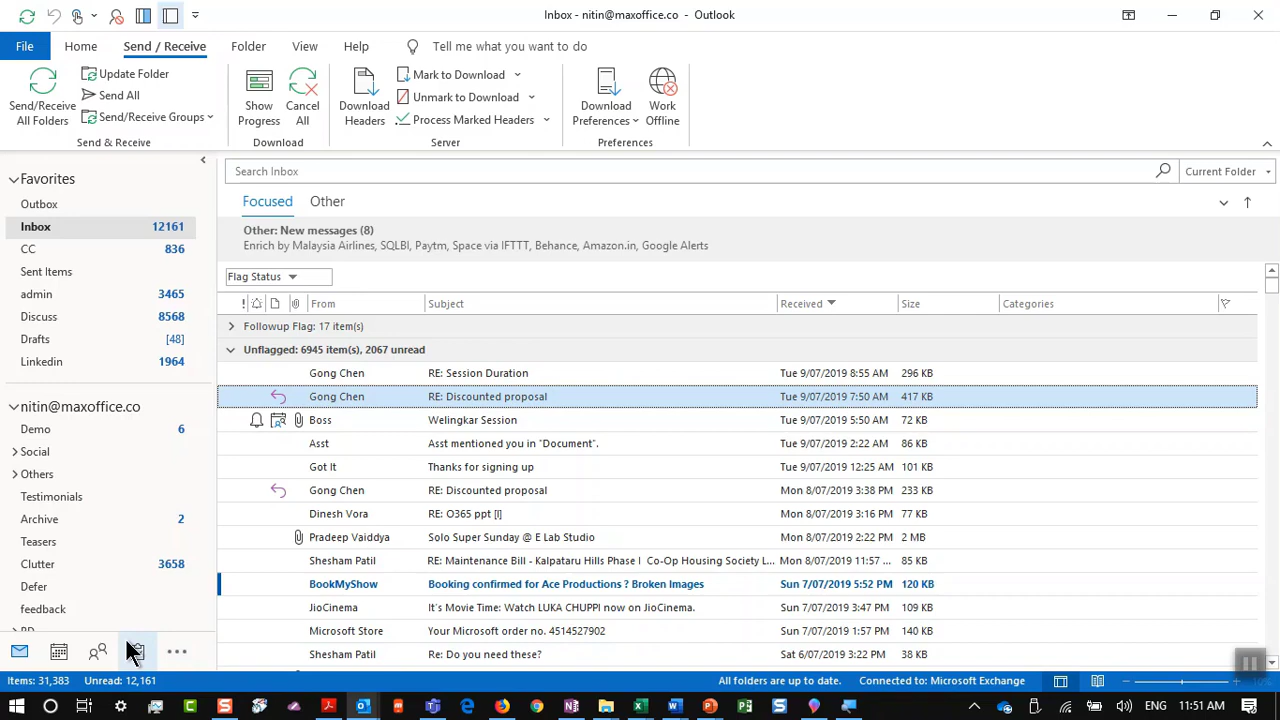 Inbox - nitin@maxoffice.co - Outlook
File Home Send / Receive Folder View Help Tell me what you want to do
Send/Receive All Folders
Update Folder
Send All
Send/Receive Groups
Send & Receive
Show Progress
Cancel All
Download
Download Headers
Mark to Download
Unmark to Download
Process Marked Headers
Server
Download Preferences
Work Offline
Preferences
Favorites
Outbox
Inbox 12161
CC 836
Sent Items
admin 3465
Discuss 8568
Drafts [48]
Linkedin 1964
nitin@maxoffice.co
Demo 6
Social
Others
Testimonials
Archive 2
Teasers
Clutter 3658
Defer
feedback
Search Inbox Current Folder
Focused Other
Other: New messages (8)
Enrich by Malaysia Airlines, SQLBI, Paytm, Space via IFTTT, Behance, Amazon.in, Google Alerts
Flag Status
! From Subject Received Size Categories
Followup Flag: 17 item(s)
Unflagged: 6945 item(s), 2067 unread
Gong Chen RE: Session Duration Tue 9/07/2019 8:55 AM 296 KB
Gong Chen RE: Discounted proposal Tue 9/07/2019 7:50 AM 417 KB
Boss Welingkar Session Tue 9/07/2019 5:50 AM 72 KB
Asst Asst mentioned you in "Document". Tue 9/07/2019 2:22 AM 86 KB
Got It Thanks for signing up Tue 9/07/2019 12:25 AM 101 KB
Gong Chen RE: Discounted proposal Mon 8/07/2019 3:38 PM 233 KB
Dinesh Vora RE: O365 ppt [I] Mon 8/07/2019 3:16 PM 77 KB
Pradeep Vaiddya Solo Super Sunday @ E Lab Studio Mon 8/07/2019 2:22 PM 2 MB
Shesham Patil RE: Maintenance Bill - Kalpataru Hills Phase I Co-Op Housing Society L... Mon 8/07/2019 11:57 ... 85 KB
BookMyShow Booking confirmed for Ace Productions ? Broken Images Sun 7/07/2019 5:52 PM 120 KB
JioCinema It's Movie Time: Watch LUKA CHUPPI now on JioCinema. Sun 7/07/2019 3:47 PM 109 KB
Microsoft Store Your Microsoft order no. 4514527902 Sun 7/07/2019 1:57 PM 140 KB
Shesham Patil Re: Do you need these? Sat 6/07/2019 3:22 PM 38 KB
Items: 31,383 Unread: 12,161 All folders are up to date. Connected to: Microsoft Exchange
ENG 11:51 AM